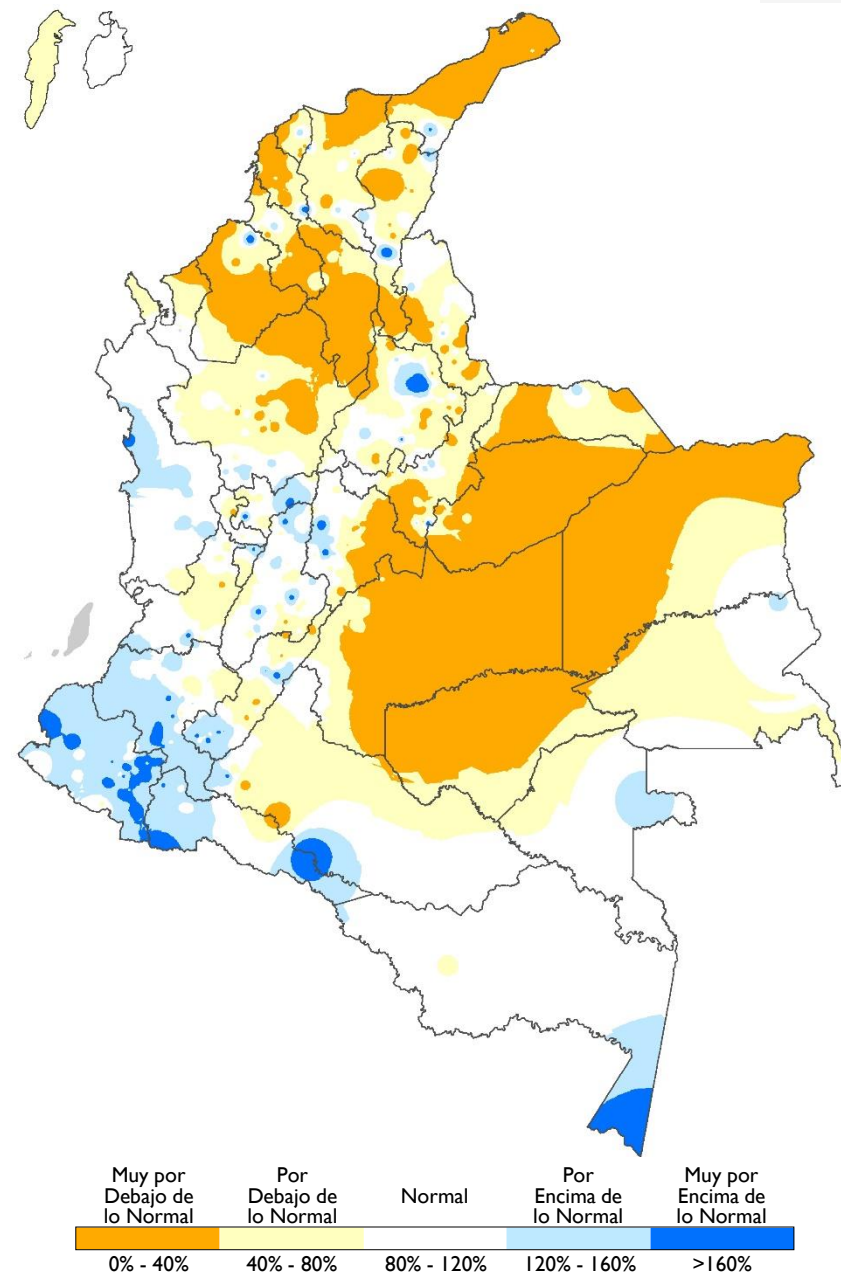 Muy por
Debajo de
lo Normal
Por
Debajo de
lo Normal
Normal
Por
Encima de
lo Normal
Muy por
Encima de
lo Normal
0% - 40%
40% - 80%
80% - 120%
120% - 160%
>160%